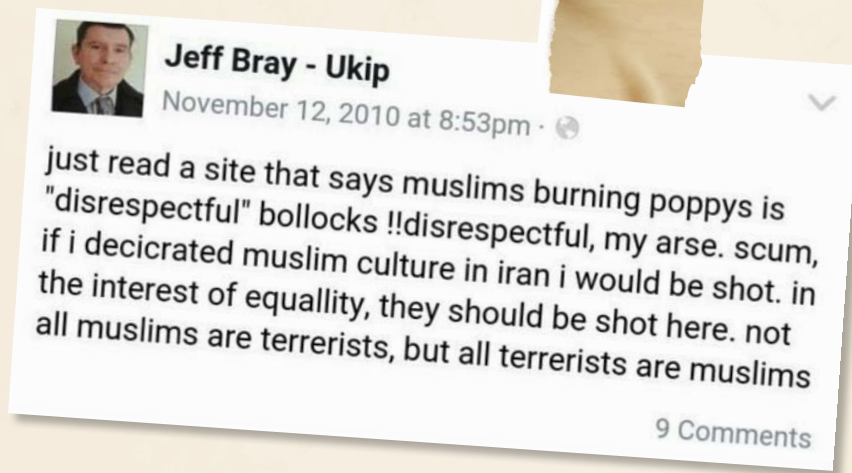 Jeff Bray - Ukip
November 12, 2010 at 8:53pm ·
just read a site that says muslims burning poppys is
"disrespectful" bollocks !!disrespectful, my arse. scum,
if i decicrated muslim culture in iran i would be shot. in
the interest of equallity, they should be shot here. not
all muslims are terrerists, but all terrerists are muslims
9 Comments